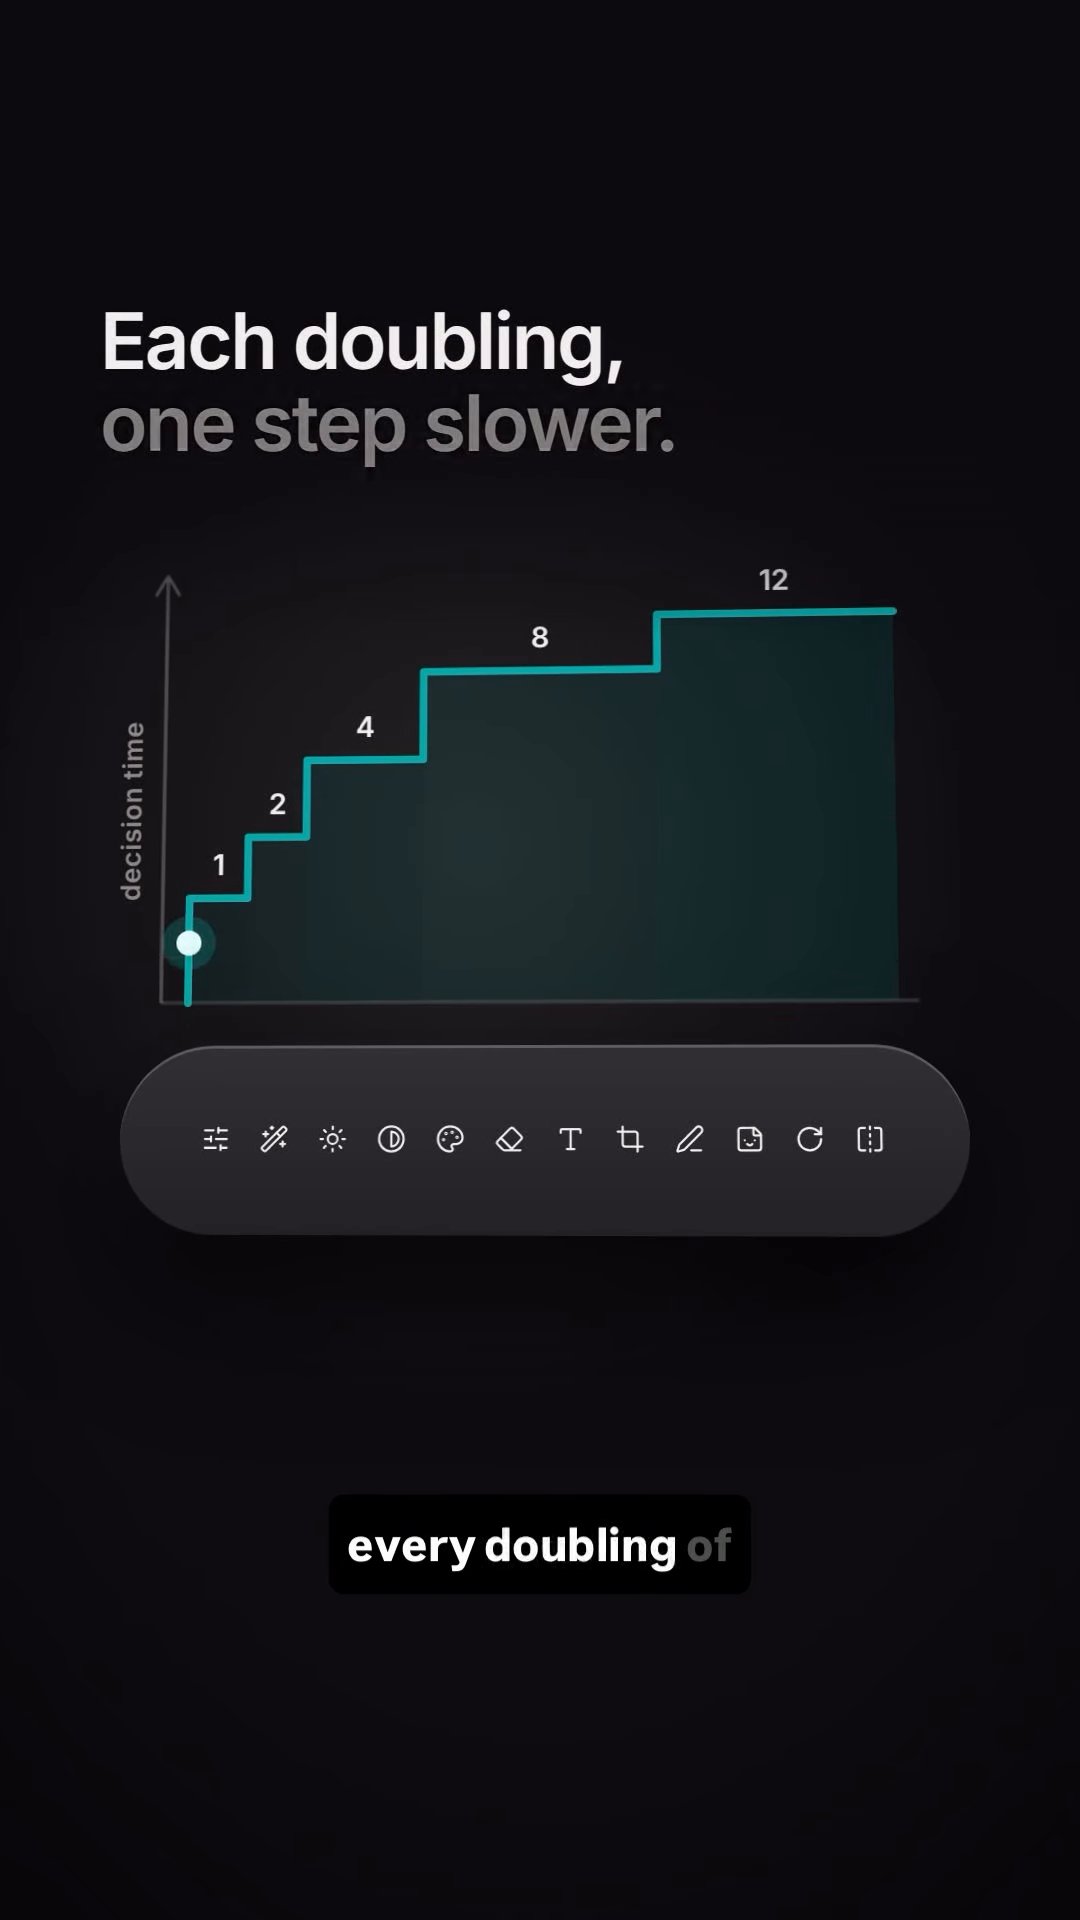 Each doubling,
one step slower.
12
8
4
2
1
decision time
every doubling of